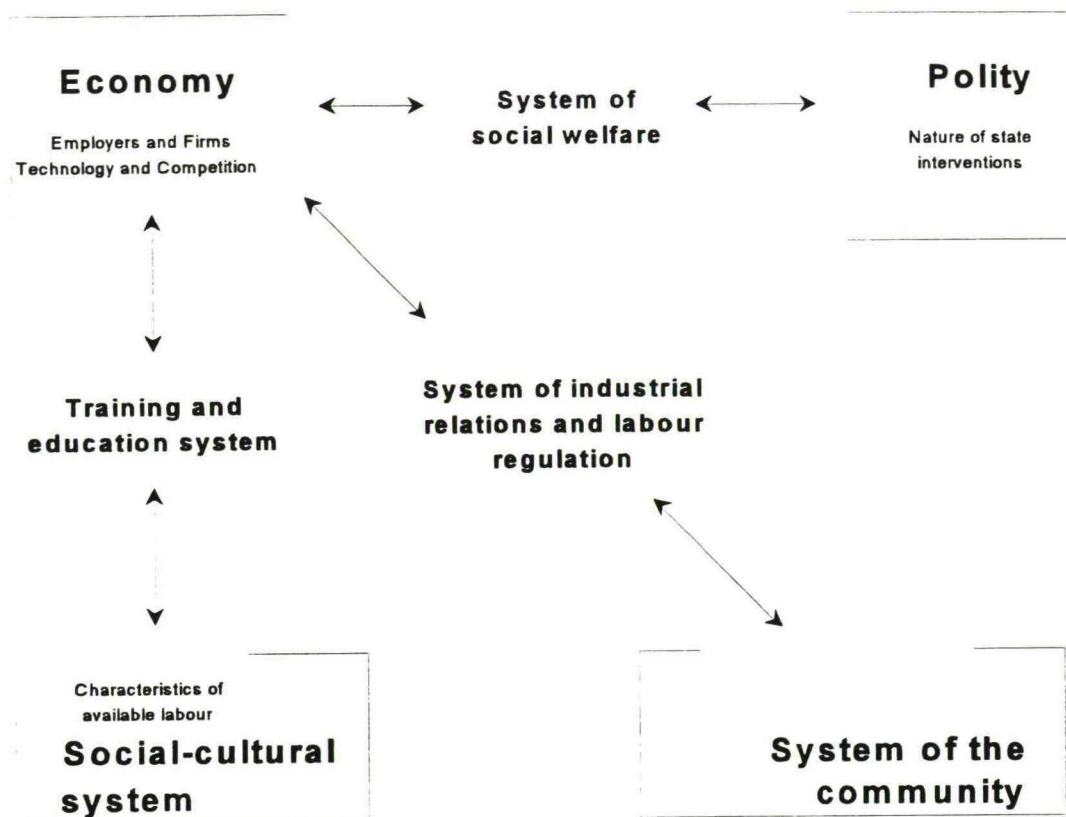 Economy
Employers and Firms
Technology and Competition
System of
social welfare
Polity
Nature of state
interventions
Training and
education system
System of industrial
relations and labour
regulation
Characteristics of
available labour
Social-cultural
system
System of the
community